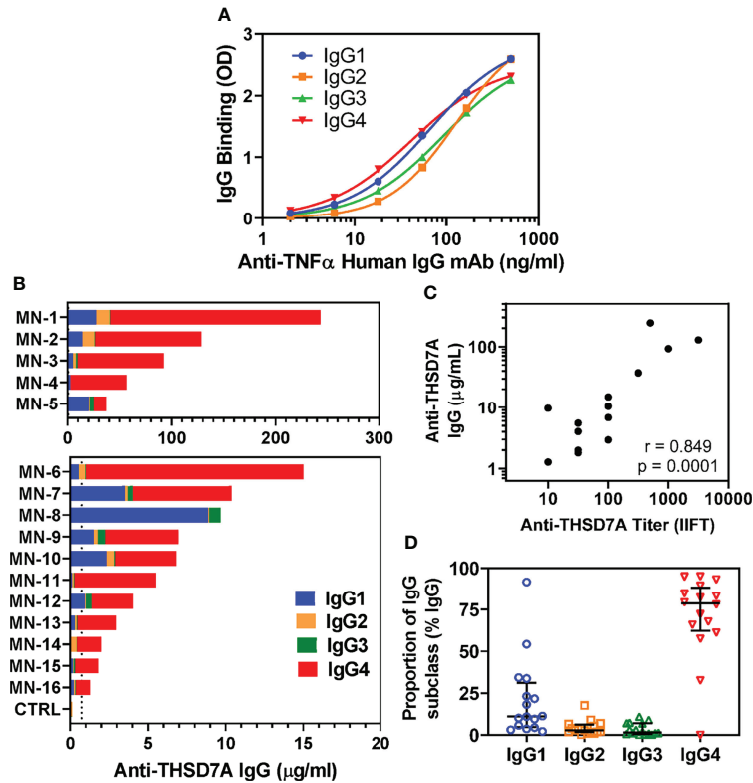 A
IgG Binding (OD)
3
2
1
0
IgG1
IgG2
IgG3
IgG4
1
10
100
1000
Anti-TNFα Human IgG mAb (ng/ml)
B
MN-1
MN-2
MN-3
MN-4
MN-5
0
100
200
300
MN-6
MN-7
MN-8
MN-9
MN-10
MN-11
MN-12
MN-13
MN-14
MN-15
MN-16
CTRL
IgG1
IgG2
IgG3
IgG4
0
5
10
15
20
Anti-THSD7A IgG (µg/ml)
C
Anti-THSD7A
IgG (µg/mL)
100
10
1
r = 0.849
p = 0.0001
10
100
1000
10000
Anti-THSD7A Titer (IIFT)
D
Proportion of IgG
subclass (% IgG)
100
75
50
25
0
IgG1
IgG2
IgG3
IgG4